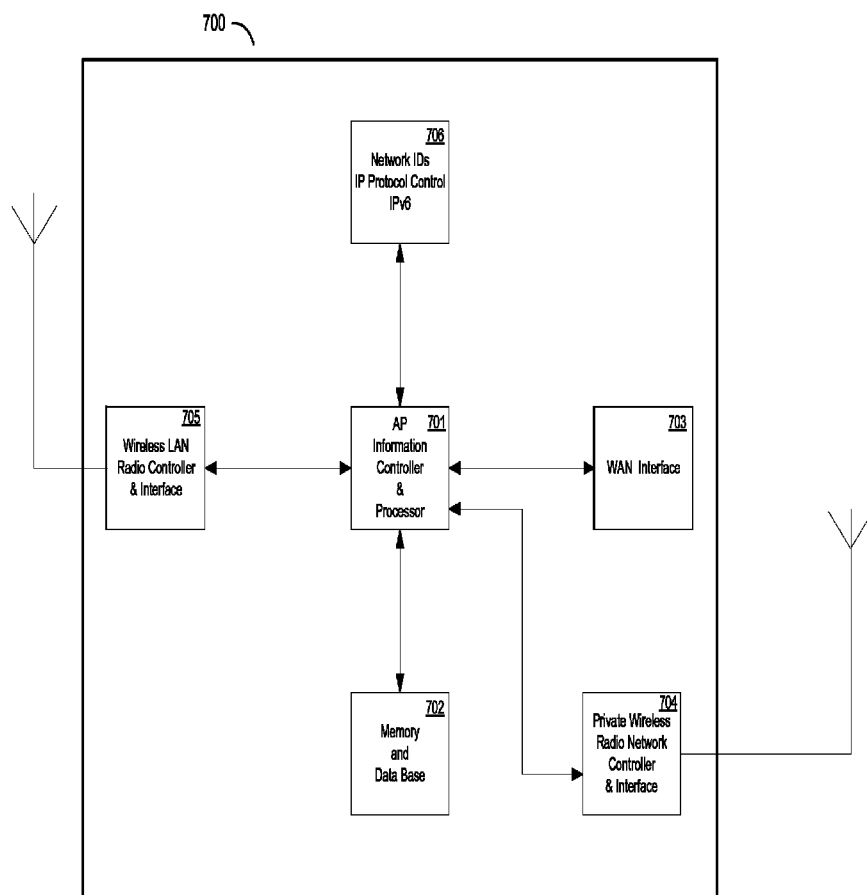 700
706
Network IDs
IP Protocol Control
IPv6
705
Wireless LAN
Radio Controller
& Interface
701
AP
Information
Controller
&
Processor
703
WAN Interface
702
Memory
and
Data Base
704
Private Wireless
Radio Network
Controller
& Interface